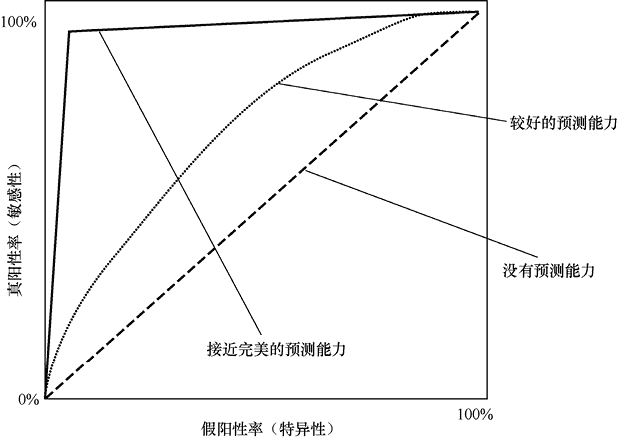 100%
较好的预测能力
真阳性率（敏感性）
没有预测能力
接近完美的预测能力
0%
100%
假阳性率（特异性）